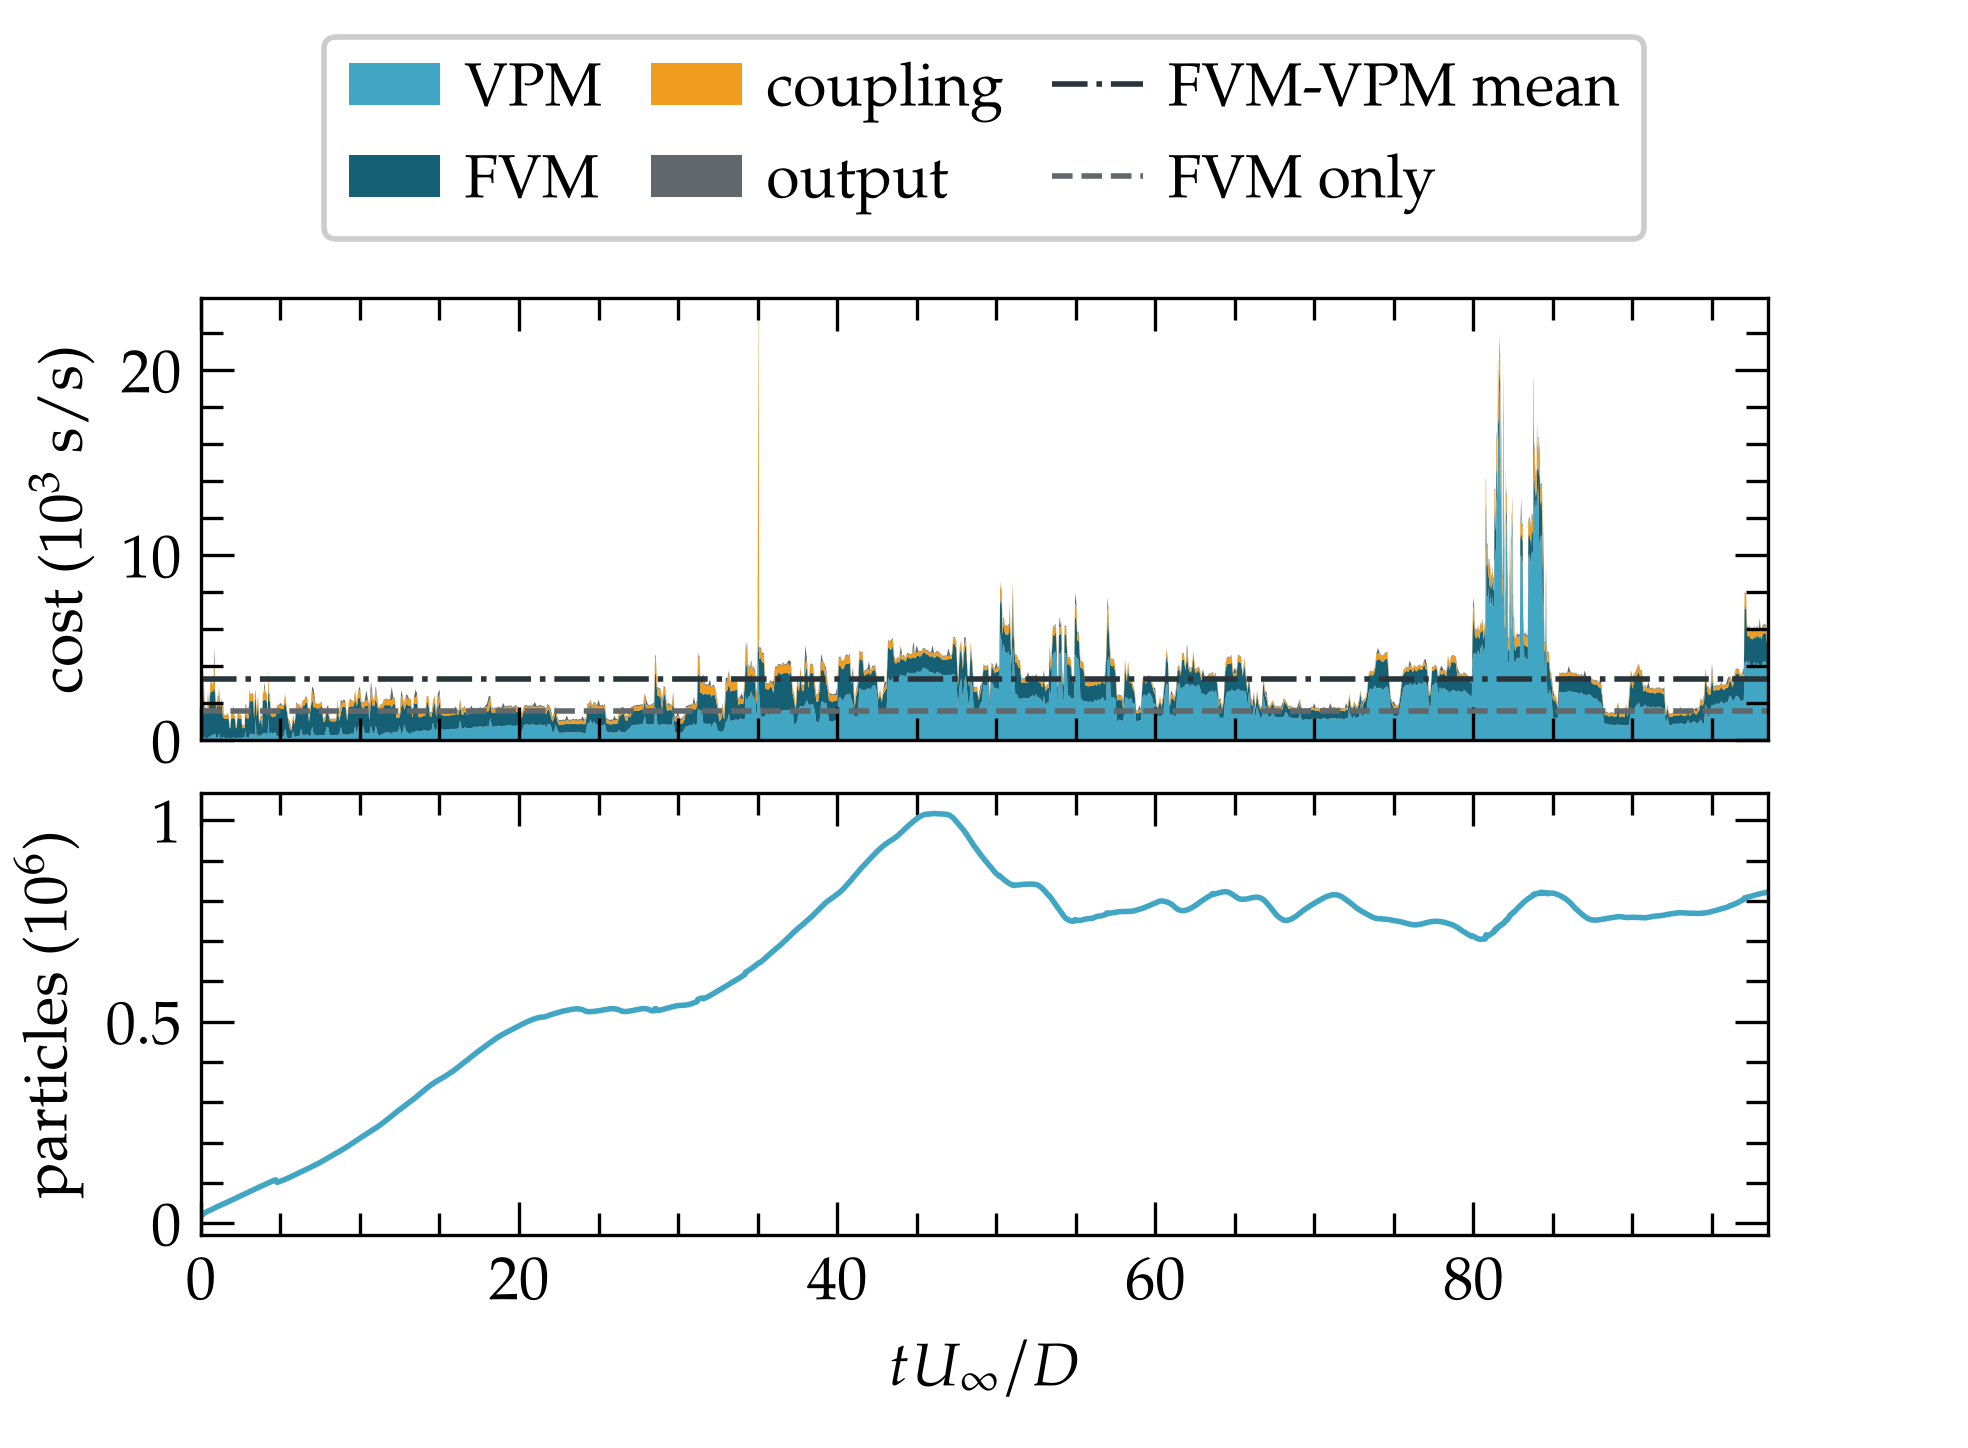 VPM coupling FVM-VPM mean
FVM output FVM only
cost (10³ s/s)
20
10
0
particles (10⁶)
1
0.5
0
0 20 40 60 80
tU∞/D